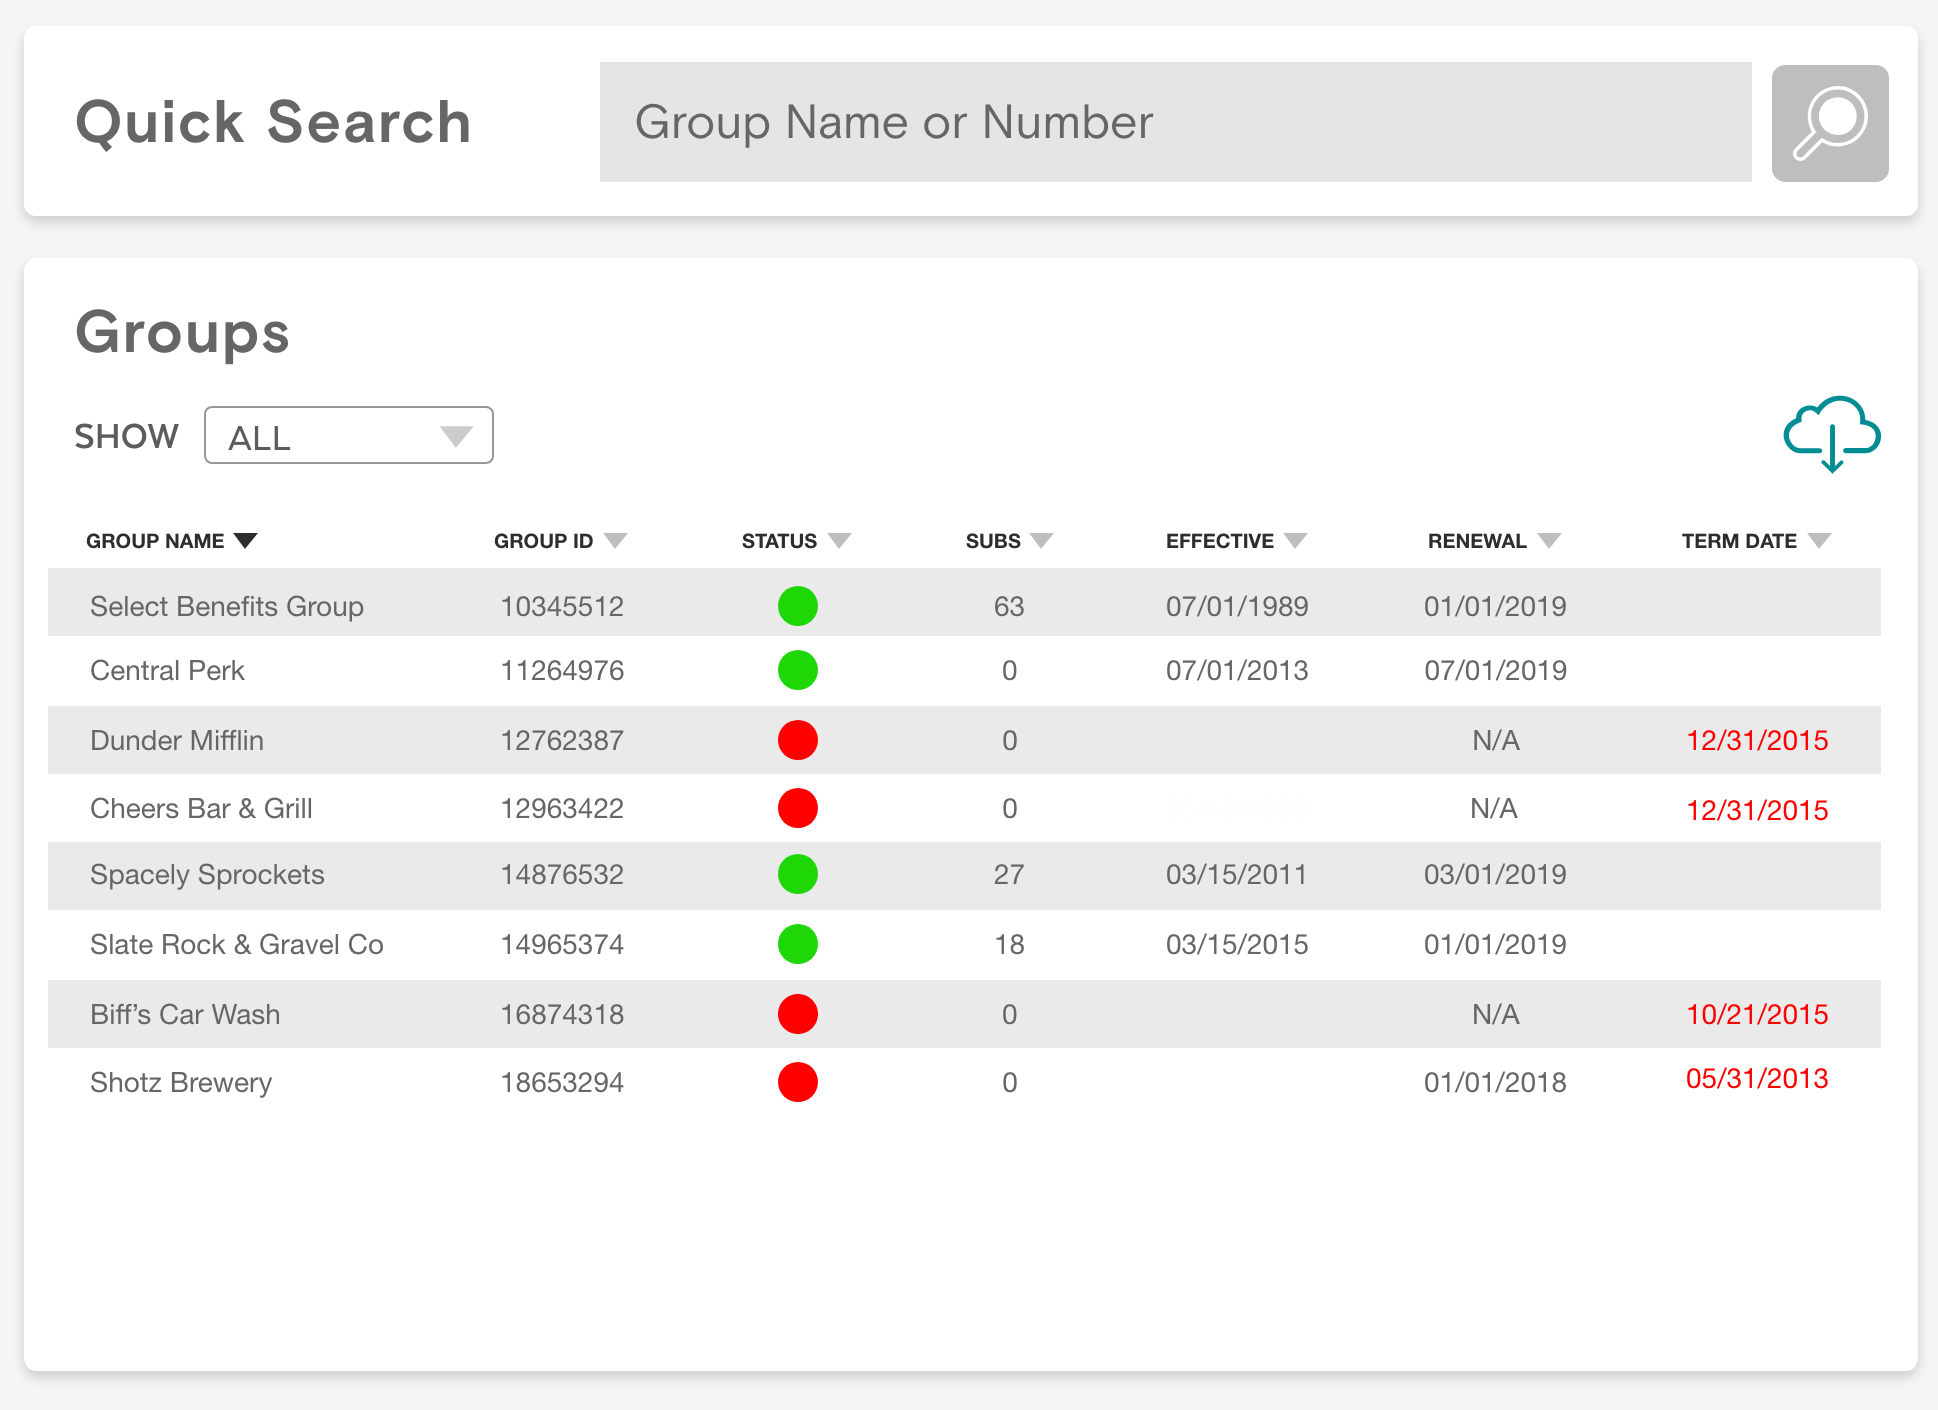 Quick Search
Group Name or Number
Groups
SHOW ALL
GROUP NAME GROUP ID STATUS SUBS EFFECTIVE RENEWAL TERM DATE
Select Benefits Group 10345512 63 07/01/1989 01/01/2019
Central Perk 11264976 0 07/01/2013 07/01/2019
Dunder Mifflin 12762387 0 N/A 12/31/2015
Cheers Bar & Grill 12963422 0 N/A 12/31/2015
Spacely Sprockets 14876532 27 03/15/2011 03/01/2019
Slate Rock & Gravel Co 14965374 18 03/15/2015 01/01/2019
Biff’s Car Wash 16874318 0 N/A 10/21/2015
Shotz Brewery 18653294 0 01/01/2018 05/31/2013